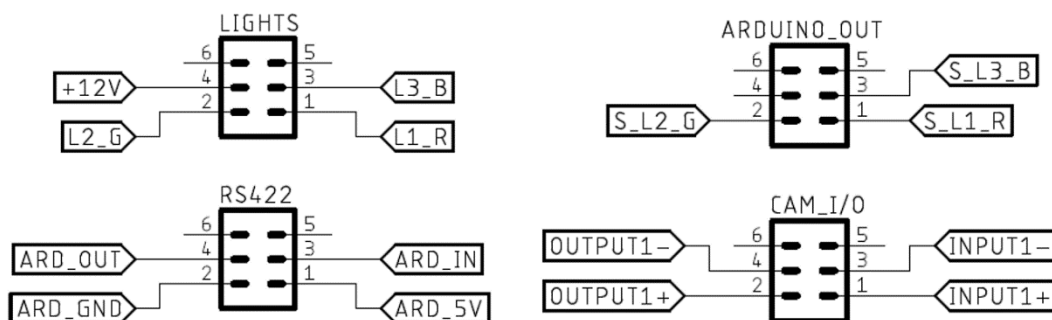 LIGHTS
6 5
+12V 4 3 L3_B
2 1
L2_G L1_R
ARDUINO_OUT
6 5 S_L3_B
4 3
S_L2_G 2 1 S_L1_R
RS422
6 5
ARD_OUT 4 3 ARD_IN
2 1
ARD_GND ARD_5V
CAM_I/O
OUTPUT1- 6 5 INPUT1-
4 3
OUTPUT1+ 2 1 INPUT1+